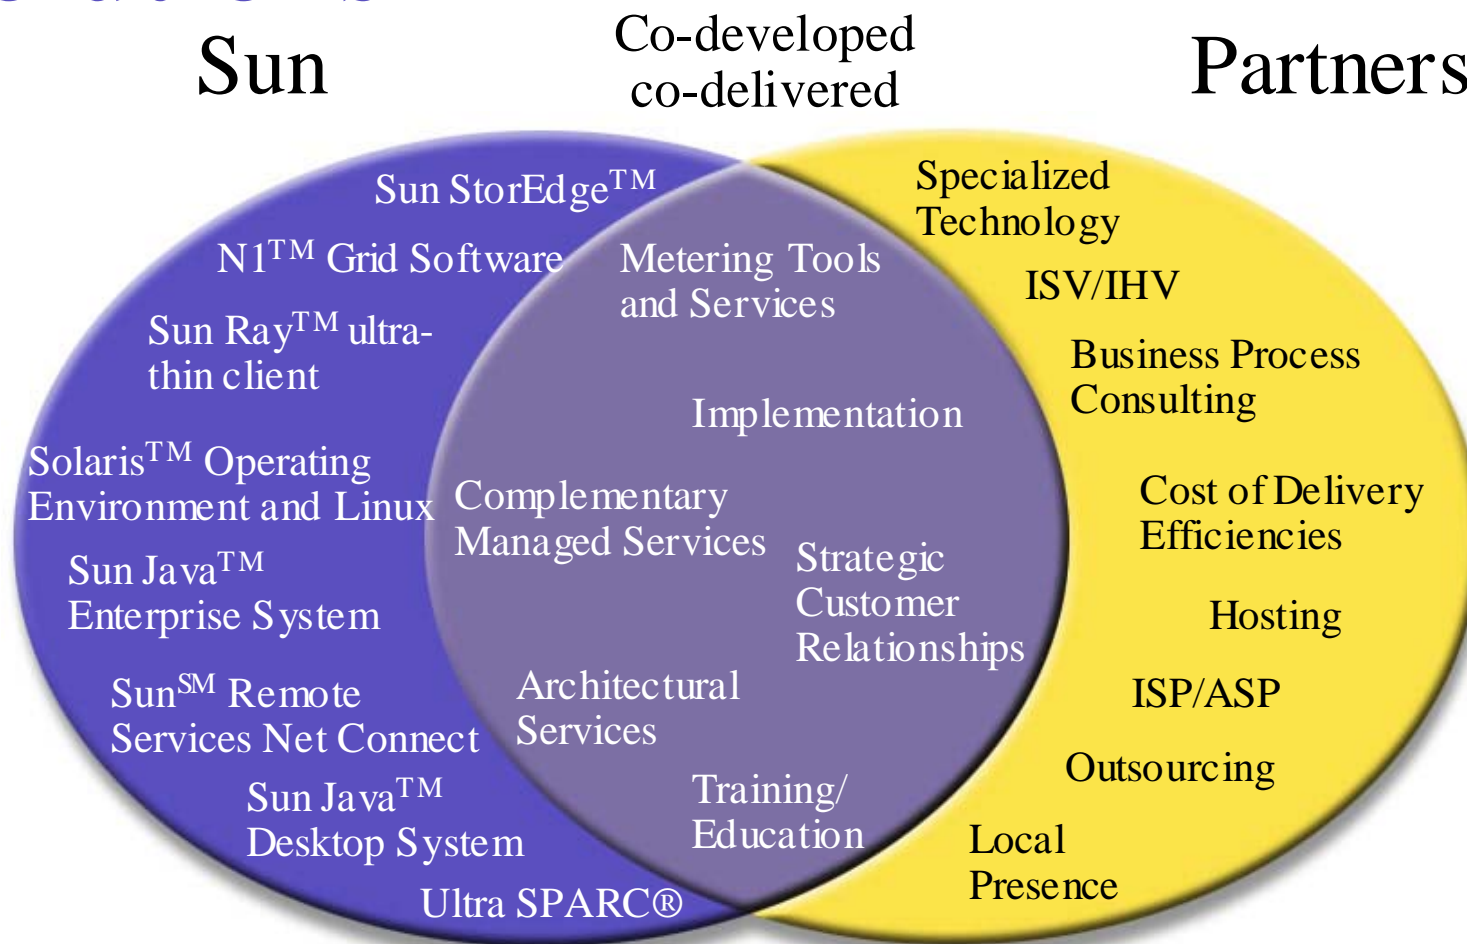 Sun
Co-developed
co-delivered
Partners
Sun StorEdge™
N1™ Grid Software
Sun Ray™ ultra-
thin client
Solaris™ Operating
Environment and Linux
Sun Java™
Enterprise System
Sun℠ Remote
Services Net Connect
Sun Java™
Desktop System
Ultra SPARC®
Metering Tools
and Services
Implementation
Complementary
Managed Services
Strategic
Customer
Relationships
Architectural
Services
Training/
Education
Specialized
Technology
ISV/IHV
Business Process
Consulting
Cost of Delivery
Efficiencies
Hosting
ISP/ASP
Outsourcing
Local
Presence